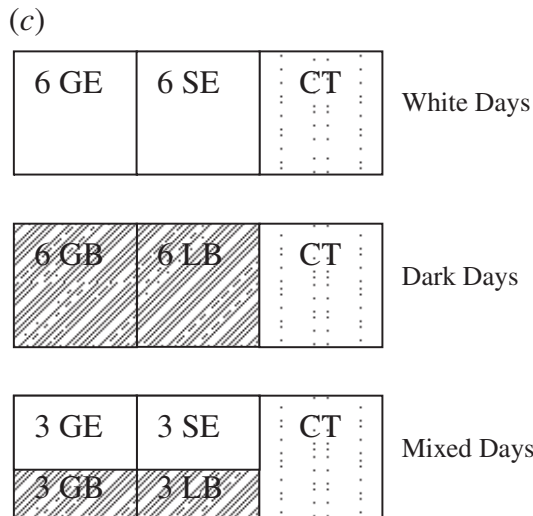 (c)
6 GE 6 SE CT White Days
6 GB 6 LB CT Dark Days
3 GE 3 SE CT Mixed Days
3 GB 3 LB